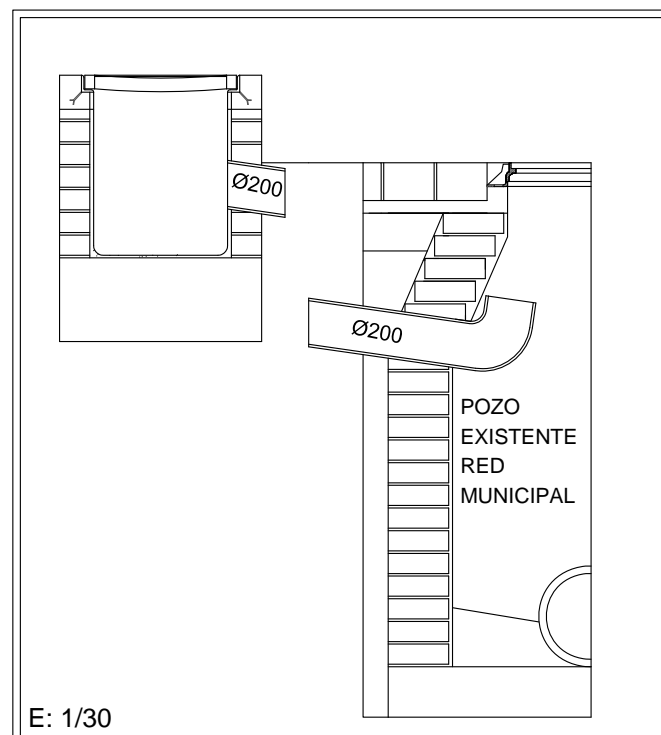 Ø200
Ø200
POZO
EXISTENTE
RED
MUNICIPAL
E: 1/30